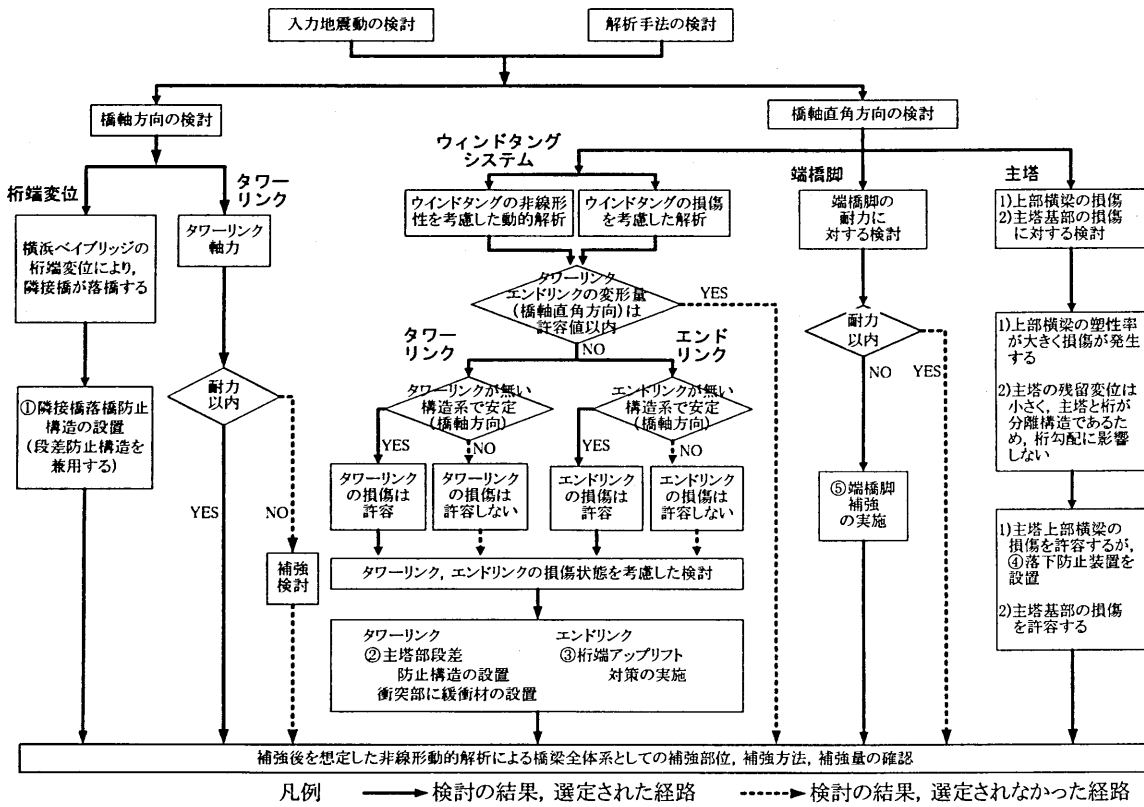 入力地震動の検討
解析手法の検討
橋軸方向の検討
橋軸直角方向の検討
桁端変位
タワー
リンク
ウィンドタング
システム
端橋脚
主塔
横浜ベイブリッジの
桁端変位により,
隣接橋が落橋する
タワーリンク
軸力
ウインドタングの非線形
性を考慮した動的解析
ウインドタングの損傷
を考慮した解析
端橋脚の
耐力に
対する検討
1)上部横梁の損傷
2)主塔基部の損傷
に対する検討
タワーリンク
エンドリンクの変形量
(橋軸直角方向)は
許容値以内
YES
NO
タワー
リンク
エンド
リンク
耐力
以内
NO
YES
1)上部横梁の塑性率
が大きく損傷が発生
する
2)主塔の残留変位は
小さく, 主塔と桁が
分離構造であるた
め, 桁勾配に影響
しない
①隣接橋落橋防止
構造の設置
(段差防止構造を
兼用する)
耐力
以内
YES
NO
補強
検討
タワーリンクが無い
構造系で安定
(橋軸方向)
YES
NO
エンドリンクが無い
構造系で安定
(橋軸方向)
YES
NO
タワーリンク
の損傷は
許容
タワーリンク
の損傷は
許容しない
エンドリンク
の損傷は
許容
エンドリンク
の損傷は
許容しない
⑤端橋脚
補強
の実施
1)主塔上部横梁の
損傷を許容するが,
④落下防止装置を
設置
2)主塔基部の損傷
を許容する
タワーリンク, エンドリンクの損傷状態を考慮した検討
タワーリンク
②主塔部段差
防止構造の設置
衝突部に緩衝材の設置
エンドリンク
③桁端アップリフト
対策の実施
補強後を想定した非線形動的解析による橋梁全体系としての補強部位, 補強方法, 補強量の確認
凡例
検討の結果, 選定された経路
検討の結果, 選定されなかった経路